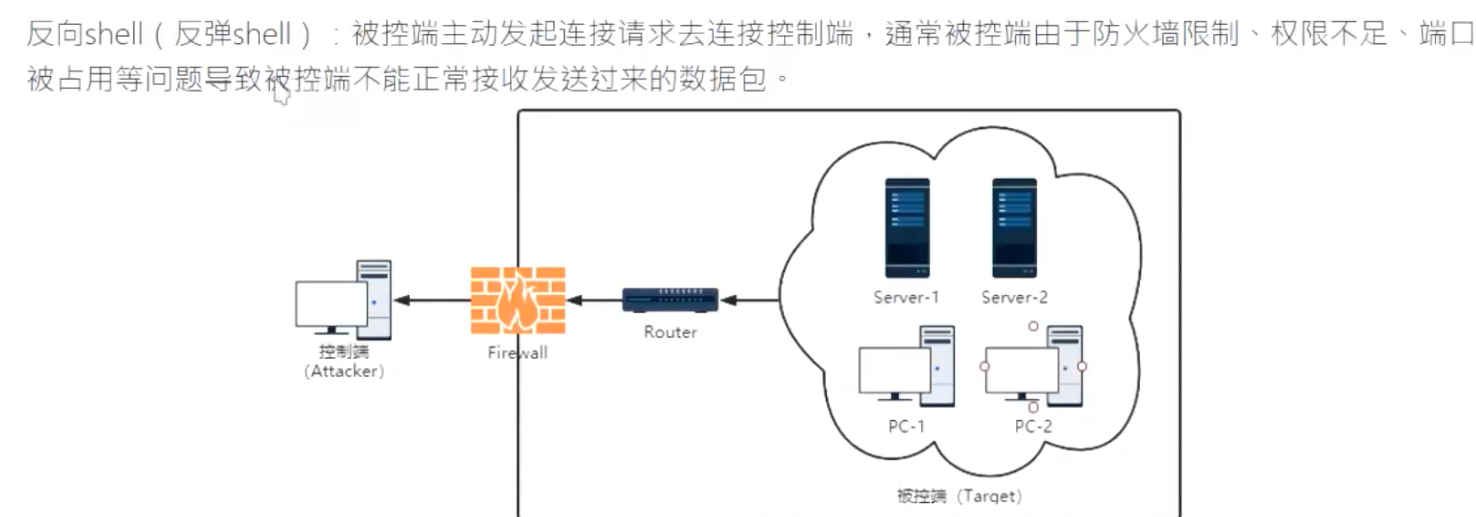 反向shell（反弹shell）：被控端主动发起连接请求去连接控制端，通常被控端由于防火墙限制、权限不足、端口
被占用等问题导致被控端不能正常接收发送过来的数据包。
Server-1
Server-2
Router
控制端
(Attacker)
Firewall
PC-1
PC-2
被控端（Target）